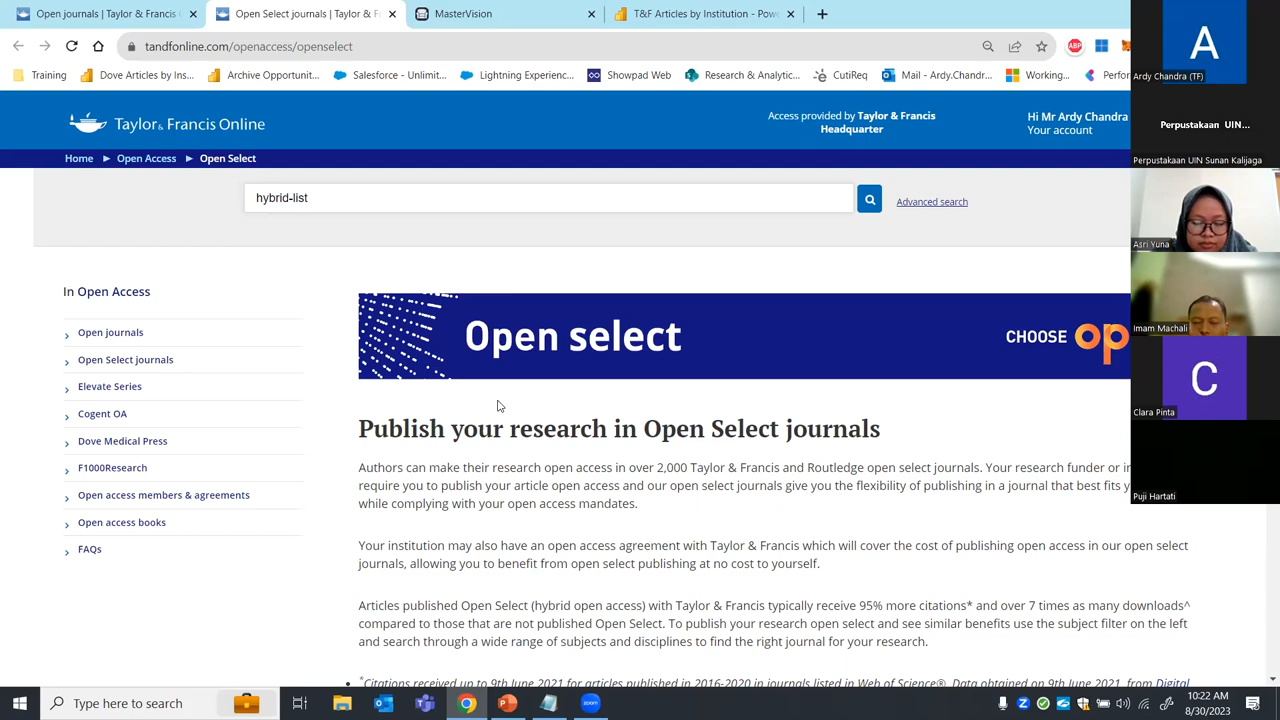 Open journals | Taylor & Francis
Open Select journals | Taylor & F
MasterVision
T&F Articles by Institution - Pow
tandfonline.com/openaccess/openselect
ABP
Training
Dove Articles by Ins...
Archive Opportunit...
Salesforce - Unlimit...
Lightning Experienc...
Showpad Web
Research & Analytic...
CutiReq
Mail - Ardy.Chandr...
Working...
Perfor
Taylor & Francis Online
Access provided by Taylor & Francis
Headquarter
Hi Mr Ardy Chandra
Your account
Home
Open Access
Open Select
hybrid-list
Advanced search
In Open Access
Open journals
Open Select journals
Elevate Series
Cogent OA
Dove Medical Press
F1000Research
Open access members & agreements
Open access books
FAQs
Open select
CHOOSE op
Publish your research in Open Select journals
Authors can make their research open access in over 2,000 Taylor & Francis and Routledge open select journals. Your research funder or in
require you to publish your article open access and our open select journals give you the flexibility of publishing in a journal that best fits y
while complying with your open access mandates.
Your institution may also have an open access agreement with Taylor & Francis which will cover the cost of publishing open access in our open select
journals, allowing you to benefit from open select publishing at no cost to yourself.
Articles published Open Select (hybrid open access) with Taylor & Francis typically receive 95% more citations* and over 7 times as many downloads^
compared to those that are not published Open Select. To publish your research open select and see similar benefits use the subject filter on the left
and search through a wide range of subjects and disciplines to find the right journal for your research.
*Citations received up to 9th June 2021 for articles published in 2016-2020 in journals listed in Web of Science®. Data obtained on 9th June 2021, from Digital
A
Ardy Chandra (TF)
Perpustakaan UIN...
Perpustakaan UIN Sunan Kalijaga
Asri Yuna
Imam Machali
C
Clara Pinta
Puji Hartati
Type here to search
zoom
10:22 AM
8/30/2023